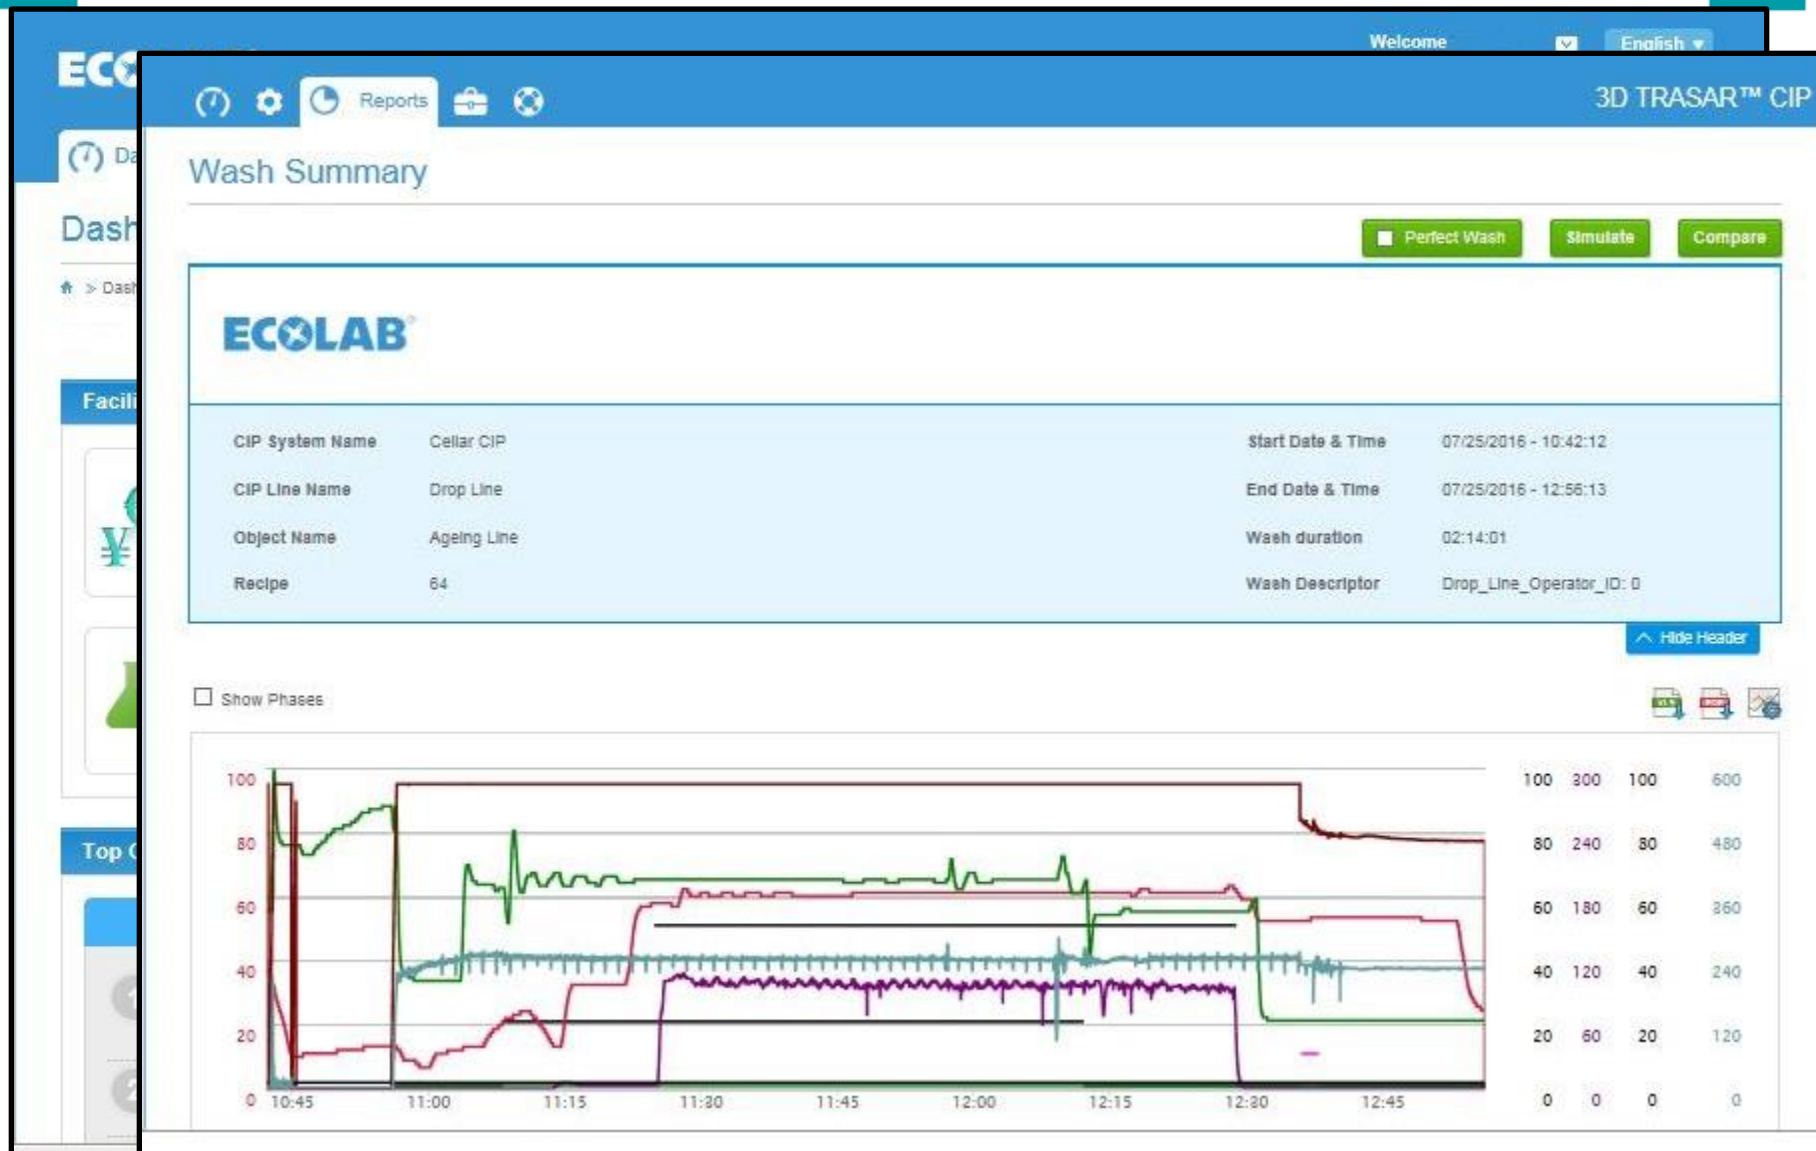 Welcome English
ECOLAB
Reports
3D TRASAR™ CIP
Da
Wash Summary
Dash
Perfect Wash Simulate Compare
> Dash
ECOLAB®
Facili
CIP System Name Cellar CIP Start Date & Time 07/25/2016 - 10:42:12
CIP Line Name Drop Line End Date & Time 07/25/2016 - 12:56:13
Object Name Ageing Line Wash duration 02:14:01
Recipe 64 Wash Descriptor Drop_Line_Operator_ID: 0
Hide Header
Show Phases
100 100 300 100 600
80 80 240 80 480
Top
60 60 180 60 360
40 40 120 40 240
20 20 60 20 120
0 10:45 11:00 11:15 11:30 11:45 12:00 12:15 12:30 12:45 0 0 0 0